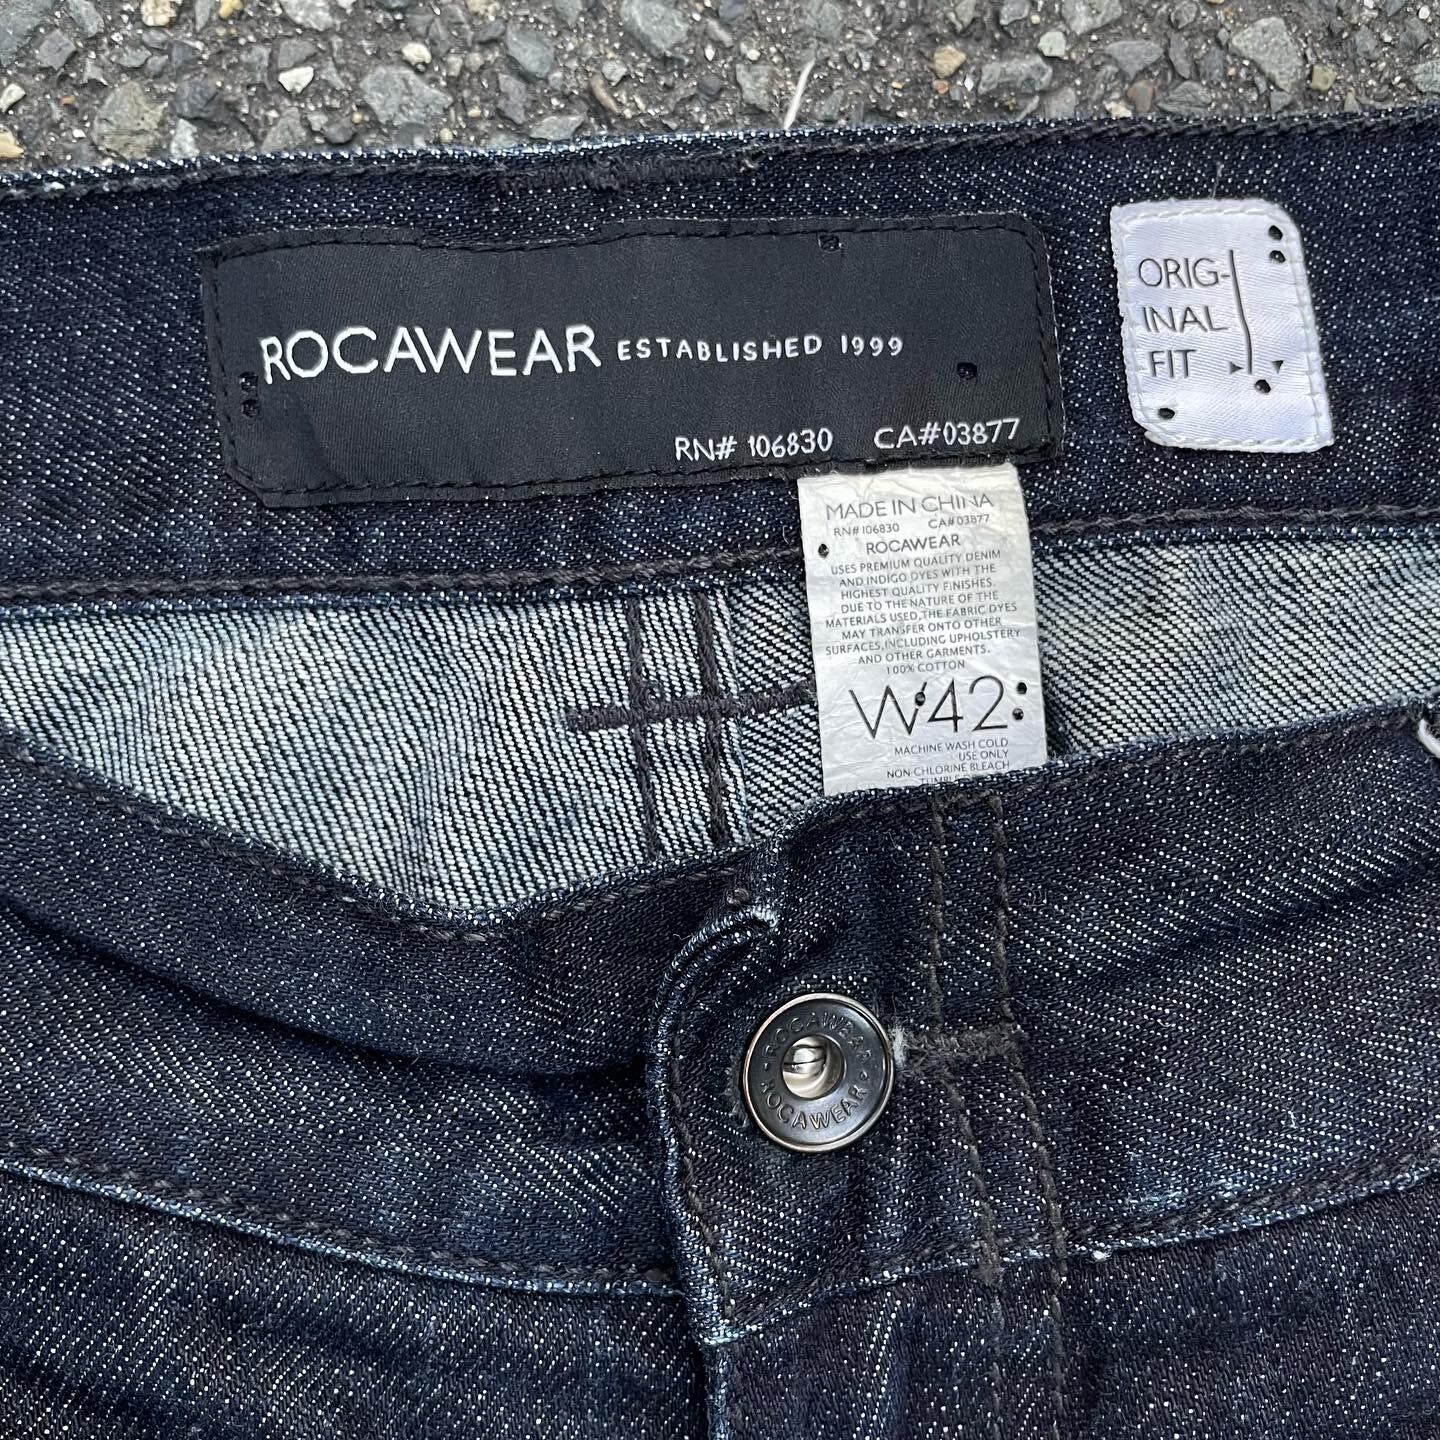 ROCAWEAR ESTABLISHED 1999
RN# 106830 CA#03877
ORIG-
INAL
FIT
MADE IN CHINA
RN#106830 CA#03877
ROCAWEAR
USES PREMIUM QUALITY DENIM
AND INDIGO DYES WITH THE
HIGHEST QUALITY FINISHES.
DUE TO THE NATURE OF THE
MATERIALS USED, THE FABRIC DYES
MAY TRANSFER ONTO OTHER
SURFACES, INCLUDING UPHOLSTERY
AND OTHER GARMENTS.
100% COTTON
W42
MACHINE WASH COLD
USE ONLY
NON-CHLORINE BLEACH
ROCAWEAR
ROCAWEAR